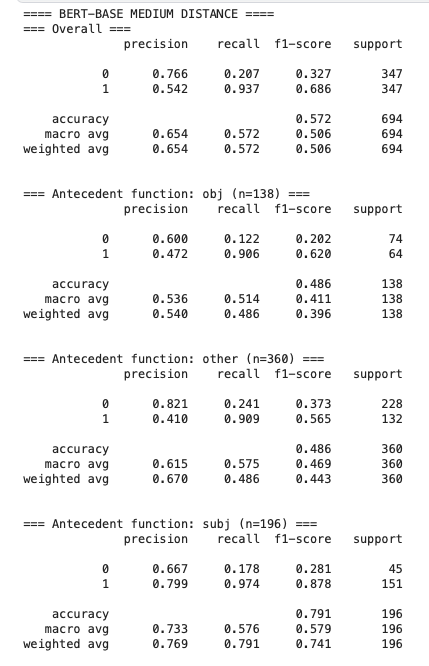 ==== BERT-BASE MEDIUM DISTANCE ====
=== Overall ===
precision recall f1-score support
0 0.766 0.207 0.327 347
1 0.542 0.937 0.686 347
accuracy 0.572 694
macro avg 0.654 0.572 0.506 694
weighted avg 0.654 0.572 0.506 694
=== Antecedent function: obj (n=138) ===
precision recall f1-score support
0 0.600 0.122 0.202 74
1 0.472 0.906 0.620 64
accuracy 0.486 138
macro avg 0.536 0.514 0.411 138
weighted avg 0.540 0.486 0.396 138
=== Antecedent function: other (n=360) ===
precision recall f1-score support
0 0.821 0.241 0.373 228
1 0.410 0.909 0.565 132
accuracy 0.486 360
macro avg 0.615 0.575 0.469 360
weighted avg 0.670 0.486 0.443 360
=== Antecedent function: subj (n=196) ===
precision recall f1-score support
0 0.667 0.178 0.281 45
1 0.799 0.974 0.878 151
accuracy 0.791 196
macro avg 0.733 0.576 0.579 196
weighted avg 0.769 0.791 0.741 196